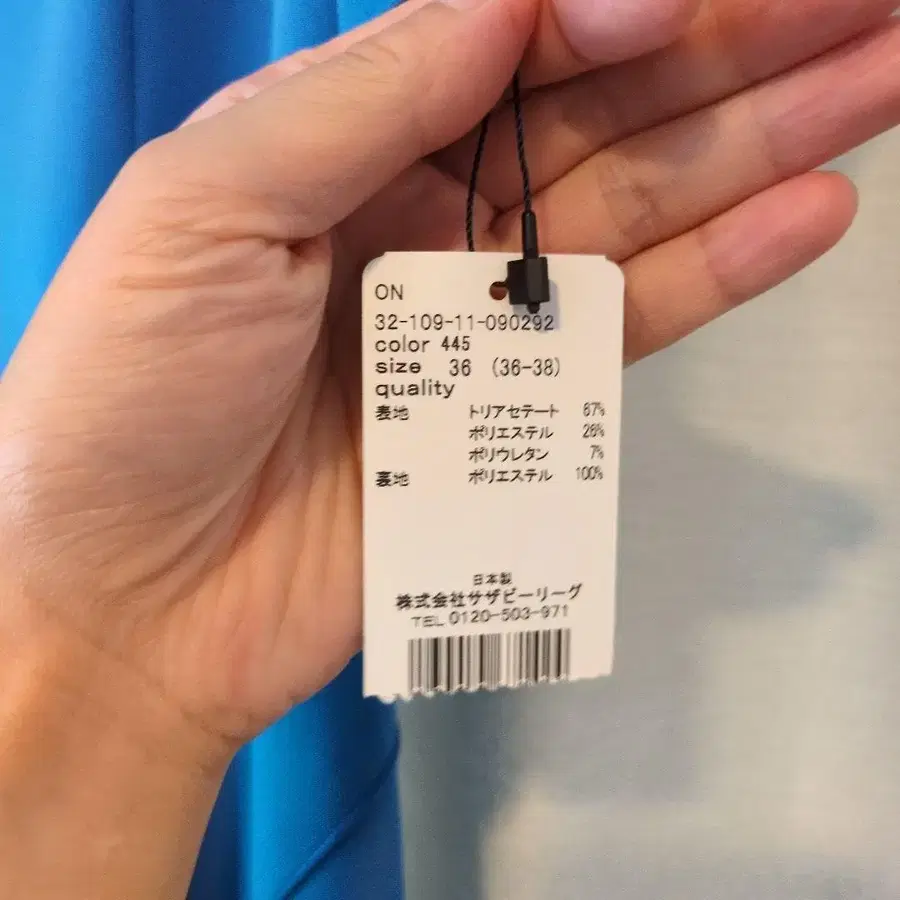 ON
32-109-11-090292
color 445
size 36 (36-38)
quality
表地 トリアセテート 67%
ポリエステル 26%
ポリウレタン 7%
裏地 ポリエステル 100%
日本製
株式会社サザビーリーグ
TEL 0120-503-971